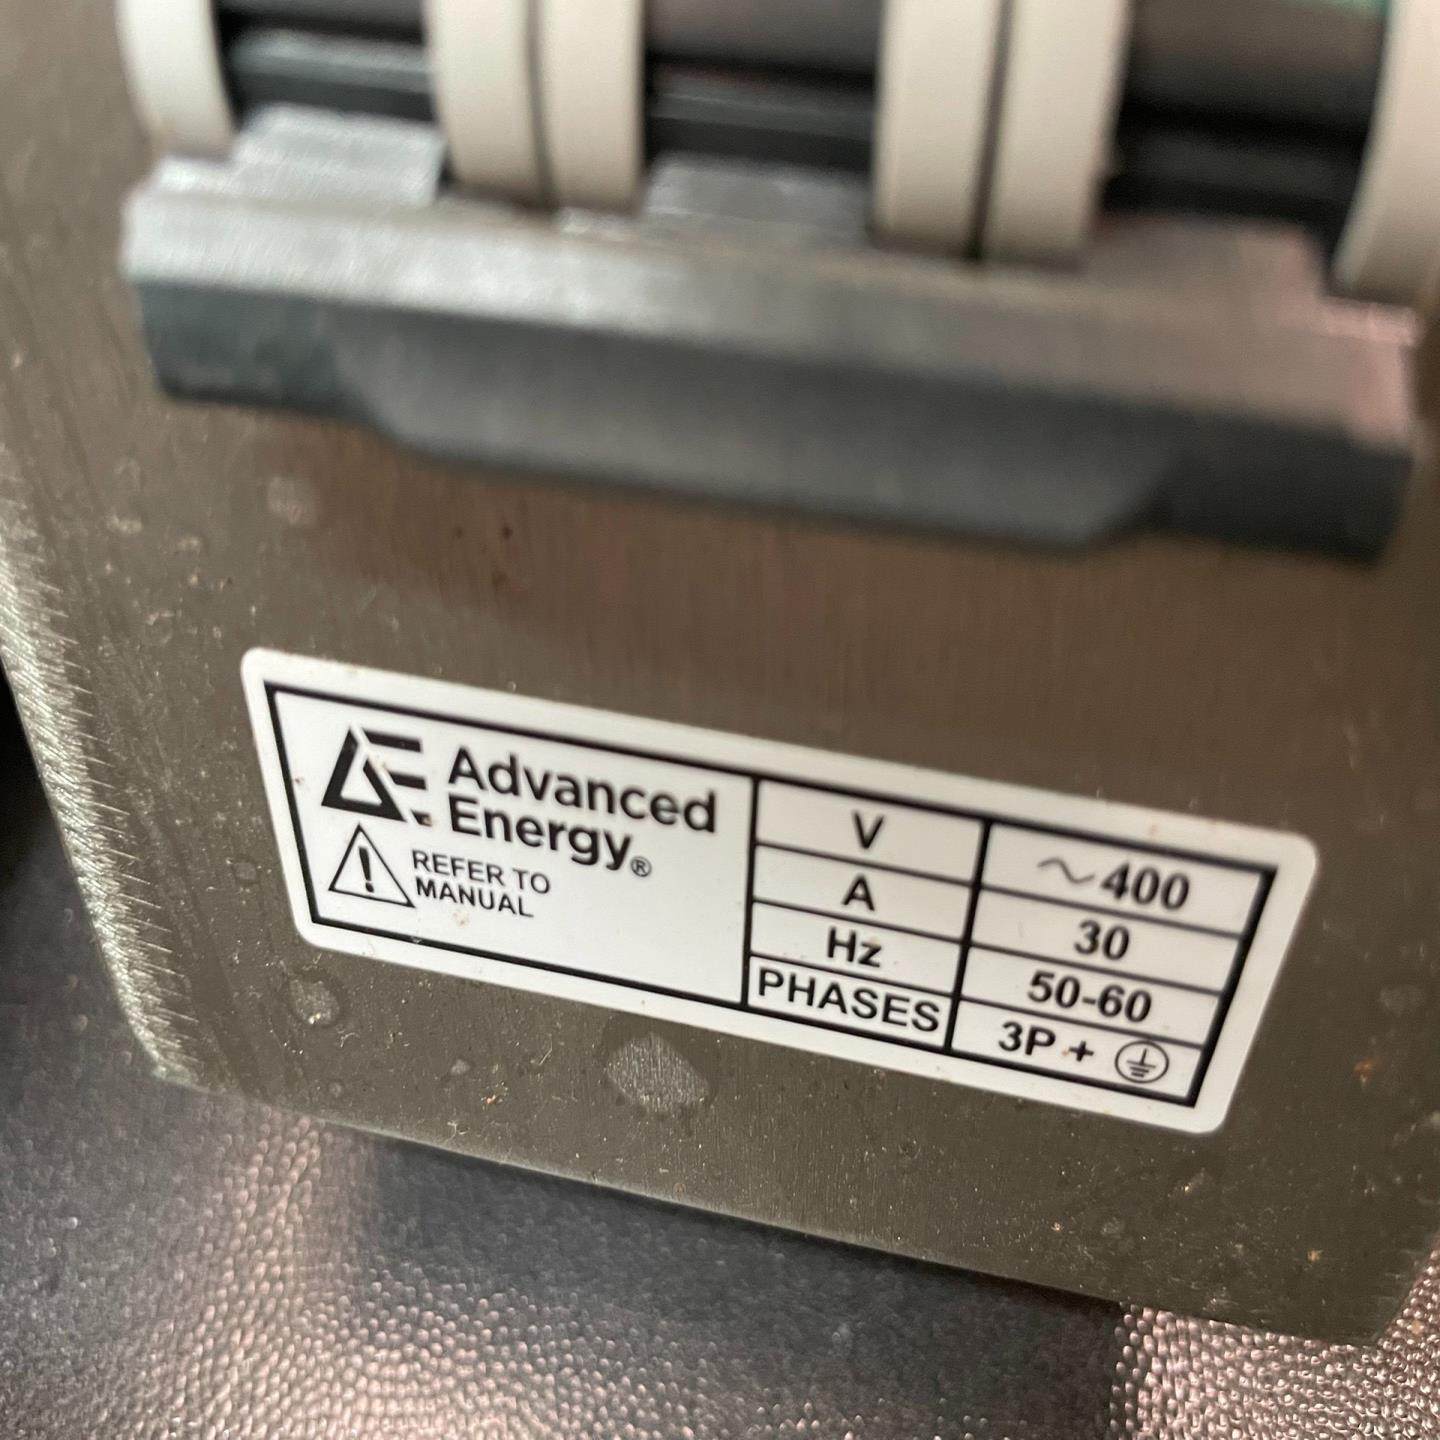 Advanced
Energy®
REFER TO
MANUAL
V ~400
A 30
Hz 50-60
PHASES 3P +